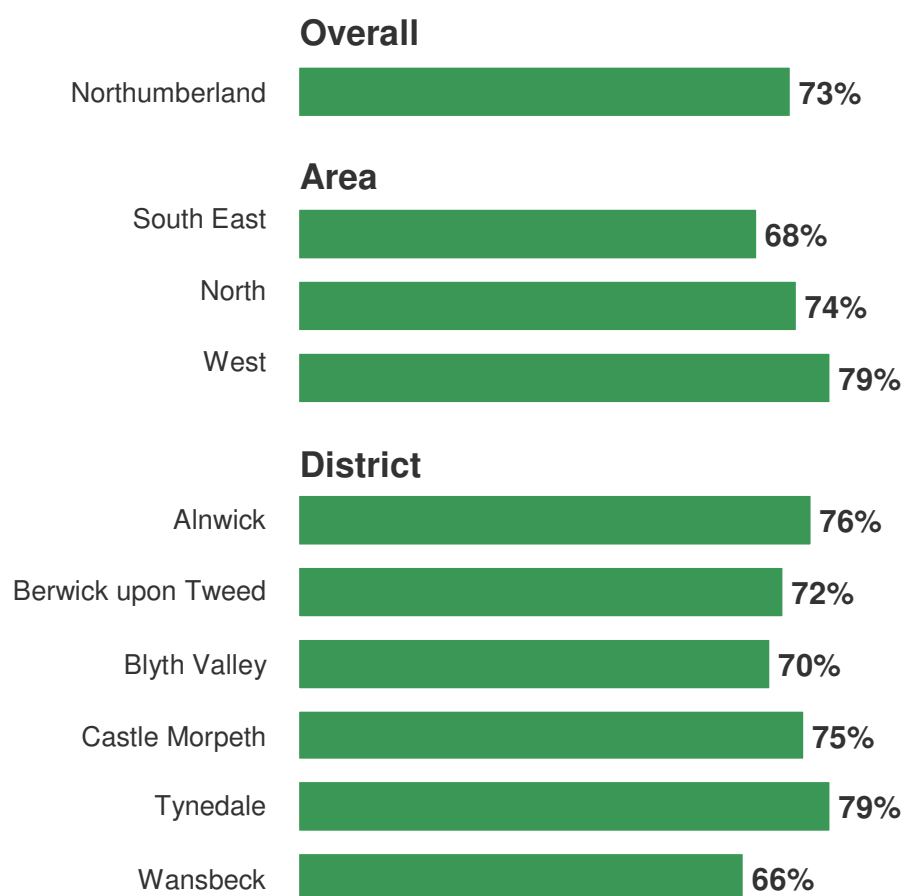 Overall
Northumberland 73%
Area
South East 68%
North 74%
West 79%
District
Alnwick 76%
Berwick upon Tweed 72%
Blyth Valley 70%
Castle Morpeth 75%
Tynedale 79%
Wansbeck 66%